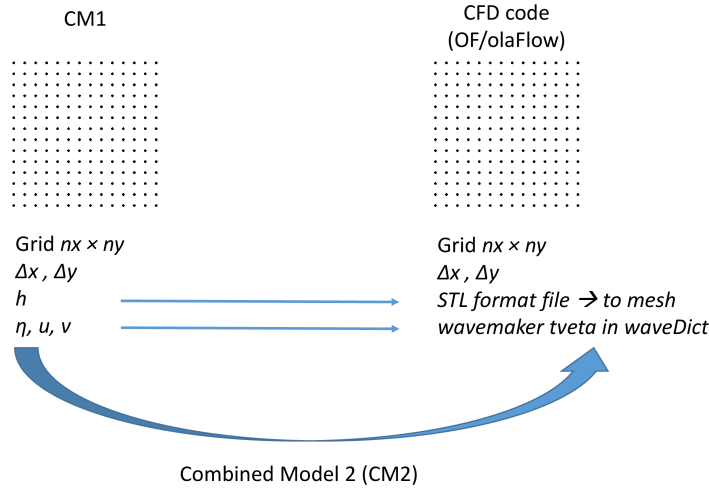 CM1
CFD code
(OF/olaFlow)
Grid nx × ny
Δx , Δy
h
η, u, v
Grid nx × ny
Δx , Δy
STL format file → to mesh
wavemaker tveta in waveDict
Combined Model 2 (CM2)